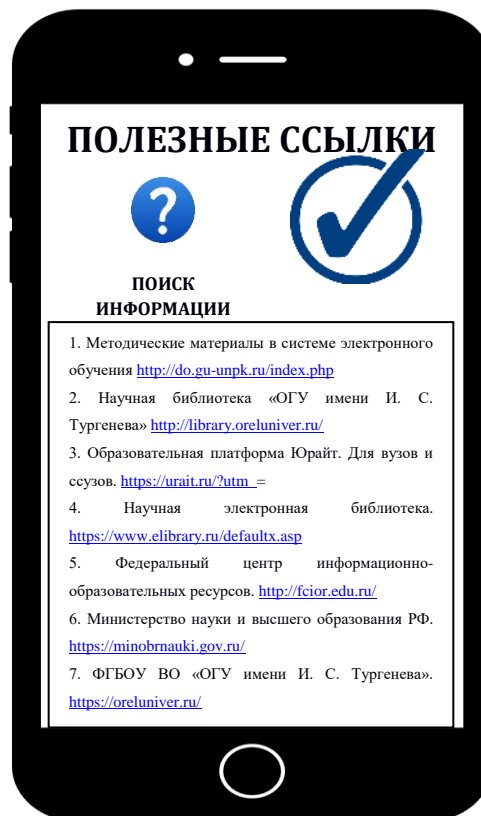 ПОЛЕЗНЫЕ ССЫЛКИ
?
ПОИСК
ИНФОРМАЦИИ
1. Методические материалы в системе электронного
обучения http://do.gu-unpk.ru/index.php
2. Научная библиотека «ОГУ имени И. С.
Тургенева» http://library.oreluniver.ru/
3. Образовательная платформа Юрайт. Для вузов и
ссузов. https://urait.ru/?utm_=
4. Научная электронная библиотека.
https://www.elibrary.ru/defaultx.asp
5. Федеральный центр информационно-
образовательных ресурсов. http://fcior.edu.ru/
6. Министерство науки и высшего образования РФ.
https://minobrnauki.gov.ru/
7. ФГБОУ ВО «ОГУ имени И. С. Тургенева».
https://oreluniver.ru/